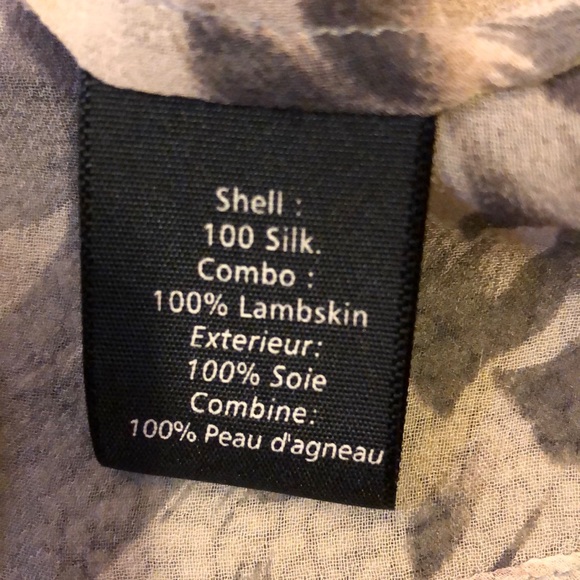 Shell :
100 Silk.
Combo :
100% Lambskin
Exterieur:
100% Soie
Combine:
100% Peau d'agneau